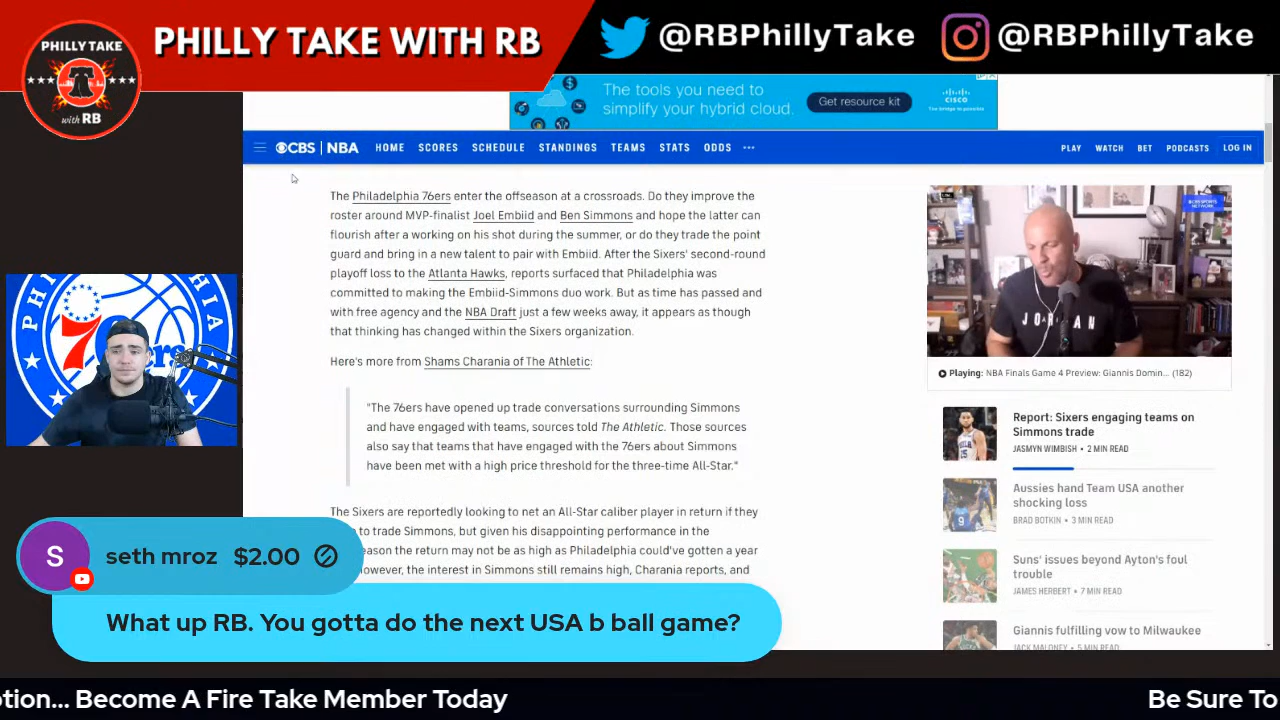 PHILLY TAKE
with RB
PHILLY TAKE WITH RB
@RBPhillyTake
@RBPhillyTake
The tools you need to
simplify your hybrid cloud.
Get resource kit
CISCO
CBS NBA
HOME SCORES SCHEDULE STANDINGS TEAMS STATS ODDS •••
PLAY WATCH BET PODCASTS LOG IN
The Philadelphia 76ers enter the offseason at a crossroads. Do they improve the
roster around MVP-finalist Joel Embiid and Ben Simmons and hope the latter can
flourish after a working on his shot during the summer, or do they trade the point
guard and bring in a new talent to pair with Embiid. After the Sixers' second-round
playoff loss to the Atlanta Hawks, reports surfaced that Philadelphia was
committed to making the Embiid-Simmons duo work. But as time has passed and
with free agency and the NBA Draft just a few weeks away, it appears as though
that thinking has changed within the Sixers organization.
Here's more from Shams Charania of The Athletic:
"The 76ers have opened up trade conversations surrounding Simmons
and have engaged with teams, sources told The Athletic. Those sources
also say that teams that have engaged with the 76ers about Simmons
have been met with a high price threshold for the three-time All-Star."
The Sixers are reportedly looking to net an All-Star caliber player in return if they
to trade Simmons, but given his disappointing performance in the
the return may not be as high as Philadelphia could've gotten a year
the interest in Simmons still remains high, Charania reports, and
JORDAN
Playing: NBA Finals Game 4 Preview: Giannis Domin... (182)
Report: Sixers engaging teams on
Simmons trade
JASMYN WIMBISH • 2 MIN READ
Aussies hand Team USA another
shocking loss
BRAD BOTKIN • 3 MIN READ
Suns' issues beyond Ayton's foul
trouble
JAMES HERBERT • 7 MIN READ
Giannis fulfilling vow to Milwaukee
JACK MALONEY • 5 MIN READ
S
seth mroz $2.00
What up RB. You gotta do the next USA b ball game?
Become A Fire Take Member Today
Be Sure To